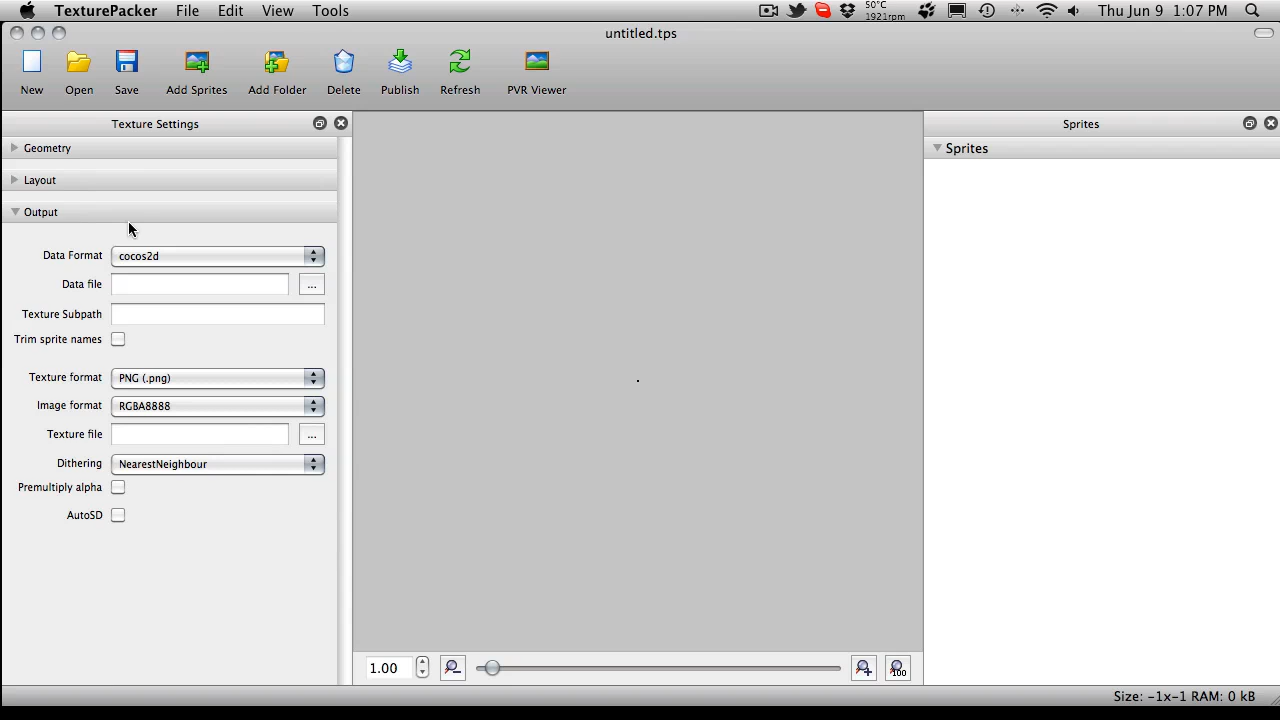 TexturePacker File Edit View Tools 50°C 1921rpm Thu Jun 9 1:07 PM
untitled.tps
New Open Save Add Sprites Add Folder Delete Publish Refresh PVR Viewer
Texture Settings
Sprites
Geometry
Sprites
Layout
Output
Data Format cocos2d
Data file ...
Texture Subpath
Trim sprite names
Texture format PNG (.png)
Image format RGBA8888
Texture file ...
Dithering NearestNeighbour
Premultiply alpha
AutoSD
1.00 100
Size: -1x-1 RAM: 0 kB